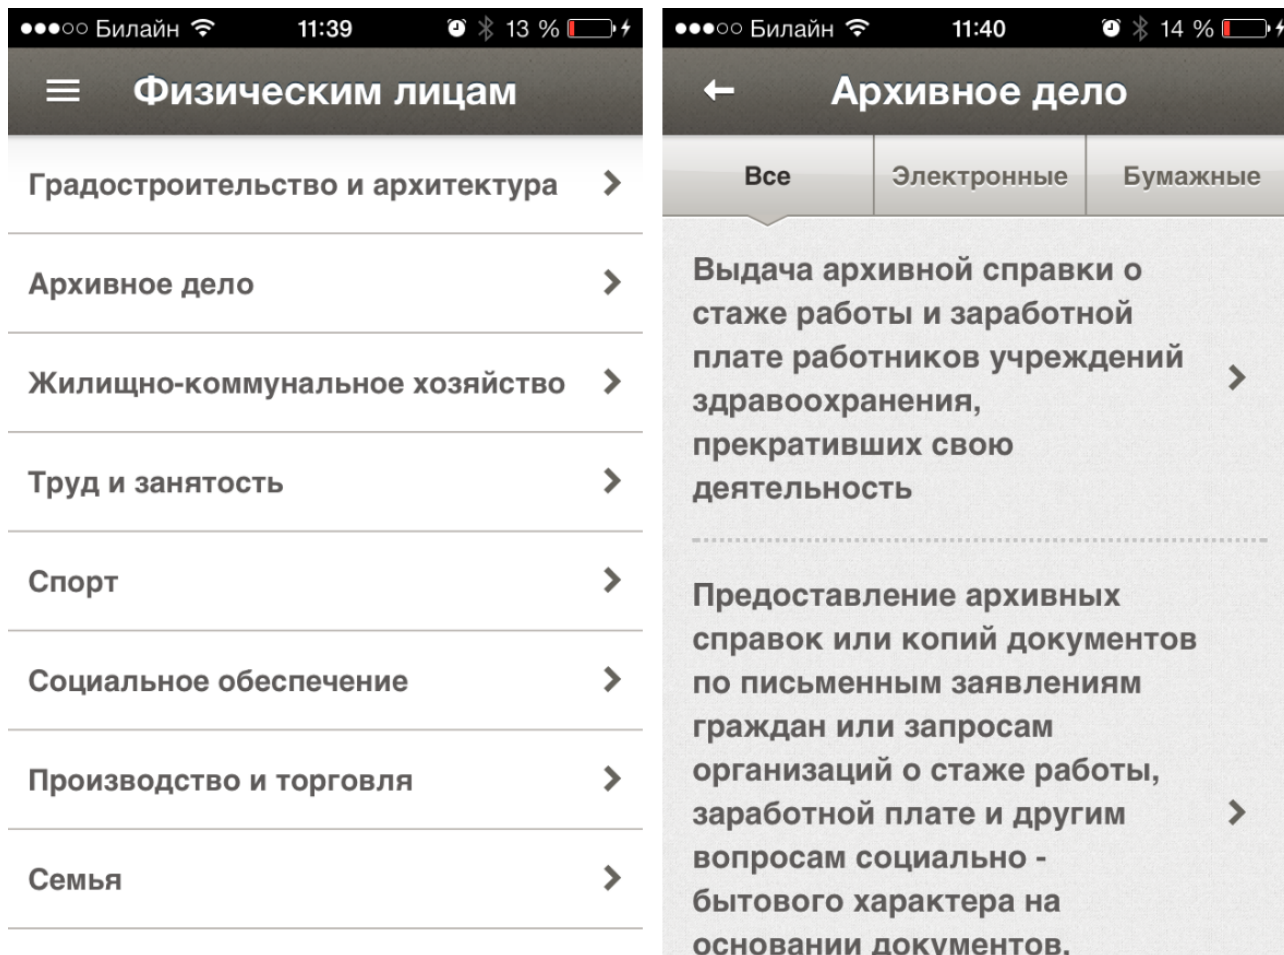 Билайн 11:39 13 %
Физическим лицам
Градостроительство и архитектура
Архивное дело
Жилищно-коммунальное хозяйство
Труд и занятость
Спорт
Социальное обеспечение
Производство и торговля
Семья
Билайн 11:40 14 %
Архивное дело
Все Электронные Бумажные
Выдача архивной справки о
стаже работы и заработной
плате работников учреждений
здравоохранения,
прекративших свою
деятельность
Предоставление архивных
справок или копий документов
по письменным заявлениям
граждан или запросам
организаций о стаже работы,
заработной плате и другим
вопросам социально -
бытового характера на
основании документов,